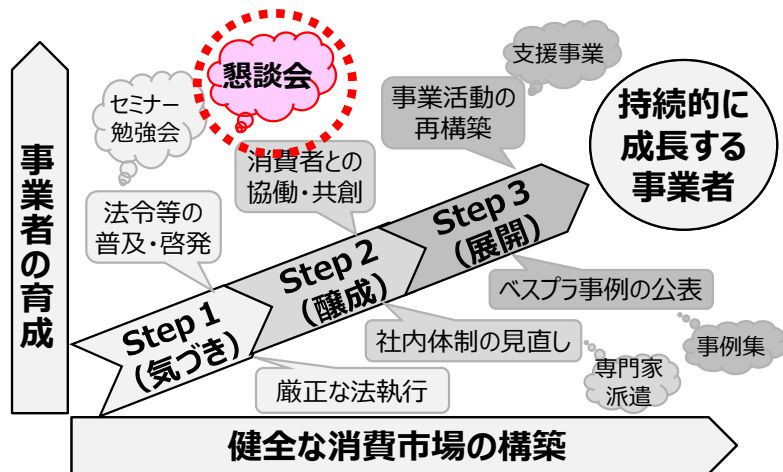 事業者の育成
セミナー
勉強会
懇談会
支援事業
法令等の
普及・啓発
消費者との
協働・共創
事業活動の
再構築
持続的に
成長する
事業者
Step 1
(気づき)
Step 2
(醸成)
Step 3
(展開)
厳正な法執行
社内体制の見直し
専門家
派遣
ベスプラ事例の公表
事例集
健全な消費市場の構築